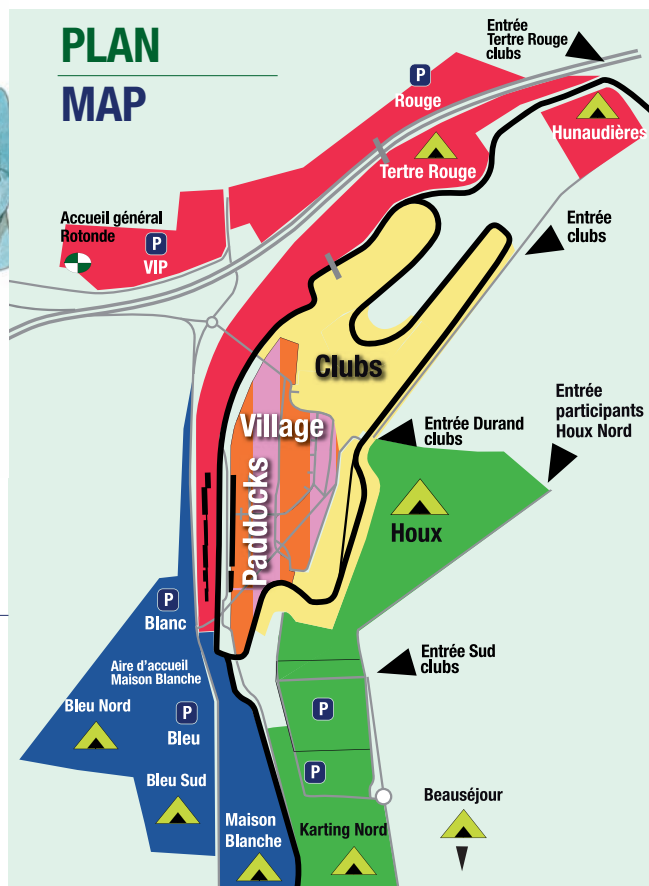 PLAN
MAP
Entrée
Tertre Rouge
clubs
P
Rouge
Hunaudières
Tertre Rouge
Accueil général
Rotonde
P
VIP
Entrée
clubs
Clubs
Entrée
participants
Houx Nord
Village
Entrée Durand
clubs
Paddocks
Houx
P
Blanc
Entrée Sud
clubs
Aire d'accueil
Maison Blanche
Bleu Nord
P
Bleu
P
P
Bleu Sud
Beauséjour
Maison
Blanche
Karting Nord